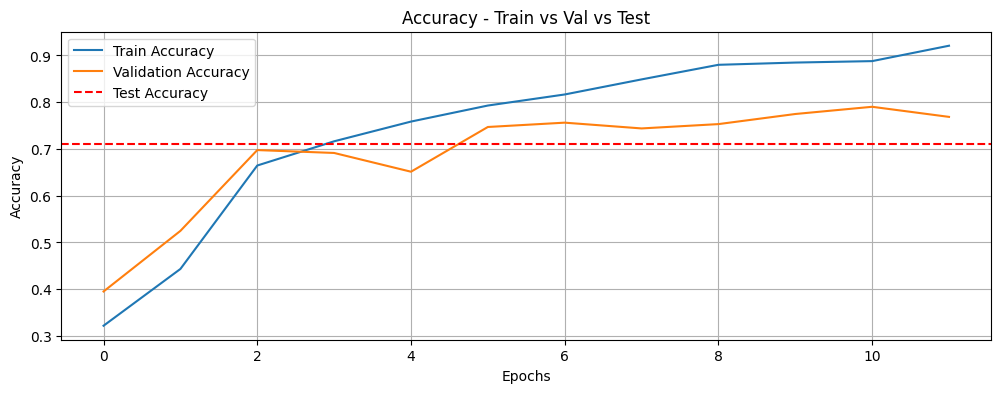 Accuracy - Train vs Val vs Test
Train Accuracy
Validation Accuracy
Test Accuracy
Accuracy
0.9
0.8
0.7
0.6
0.5
0.4
0.3
0 2 4 6 8 10
Epochs